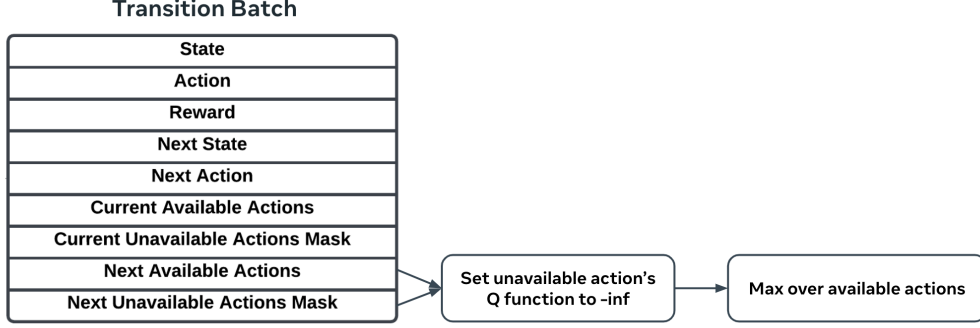 Transition Batch
State
Action
Reward
Next State
Next Action
Current Available Actions
Current Unavailable Actions Mask
Next Available Actions
Next Unavailable Actions Mask
Set unavailable action's
Q function to -inf
Max over available actions